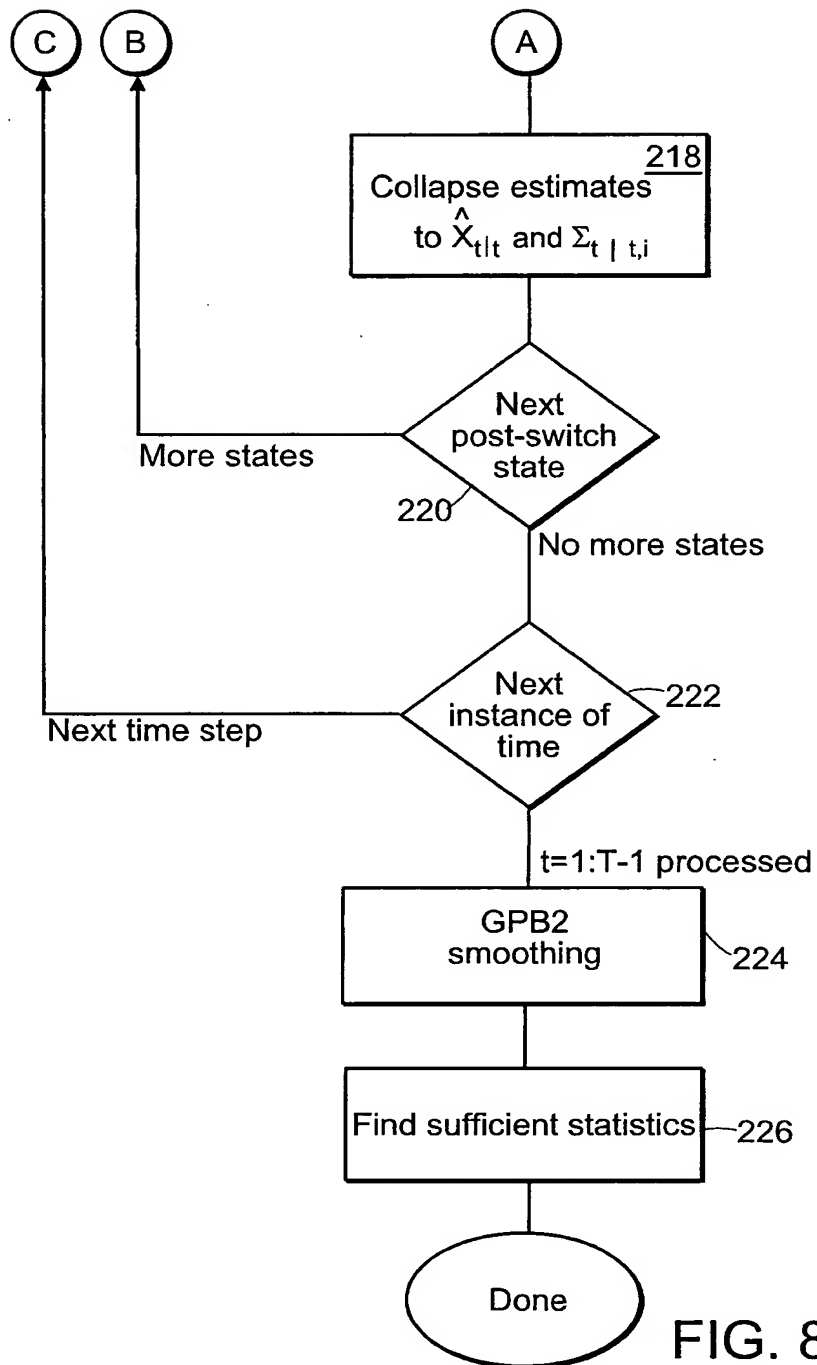 C B A
218
Collapse estimates
to X̂t|t and Σt | t,i
Next
post-switch
state
More states
220
No more states
Next
instance of
time
222
Next time step
t=1:T-1 processed
GPB2
smoothing
224
Find sufficient statistics
226
Done
FIG. 8